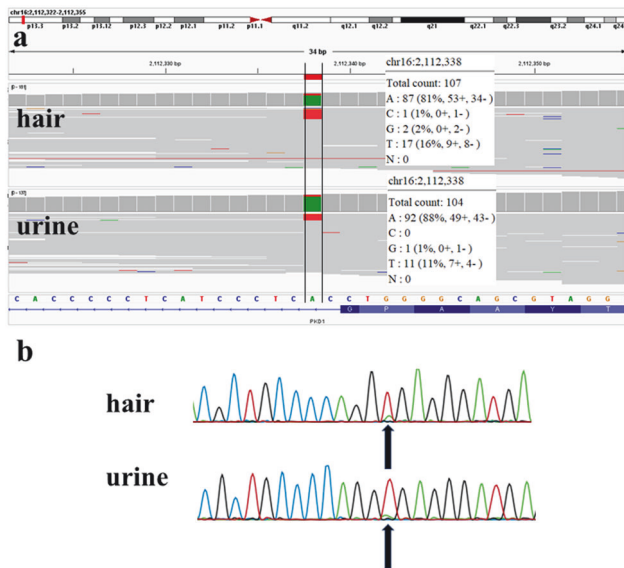 chr16:2,112,322-2,112,355
p13.3 p13.13 p13.12 p12.3 p12.2 p12.1 p11.2 p11.1 q11.2 q12.1 q12.2 q21 q22.1 q22.3 q23.2 q24.1
a
34 bp
2,112,330 bp 2,112,340 bp 2,112,350 bp
hair
chr16:2,112,338
Total count: 107
A : 87 (81%, 53+, 34-)
C : 1 (1%, 0+, 1-)
G : 2 (2%, 0+, 2-)
T : 17 (16%, 9+, 8-)
N : 0
urine
chr16:2,112,338
Total count: 104
A : 92 (88%, 49+, 43-)
C : 0
G : 1 (1%, 0+, 1-)
T : 11 (11%, 7+, 4-)
N : 0
C A C C C C C T C A T C C C T C A C C T G G G G C A G C G T A G G
PKD1
G P A A Y T
b
hair
urine